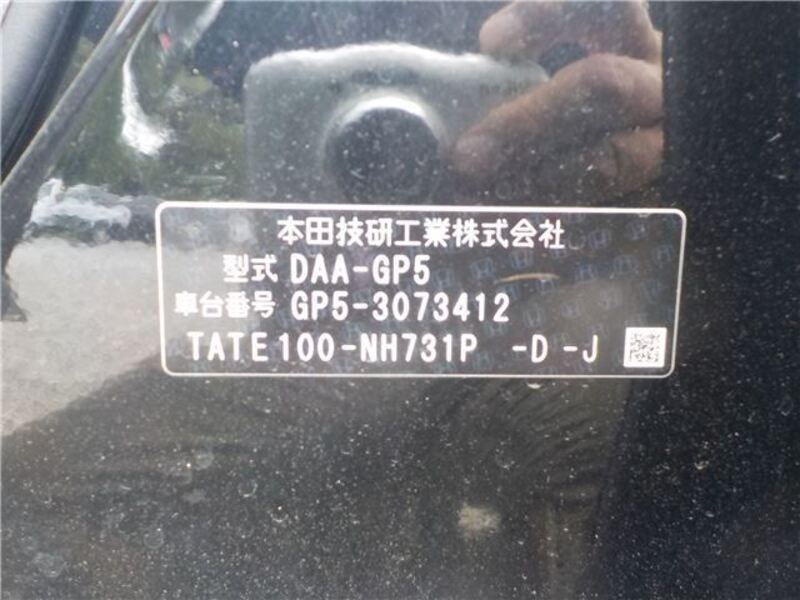 本田技研工業株式会社
型式 DAA-GP5
車台番号 GP5-3073412
TATE100-NH731P -D-J